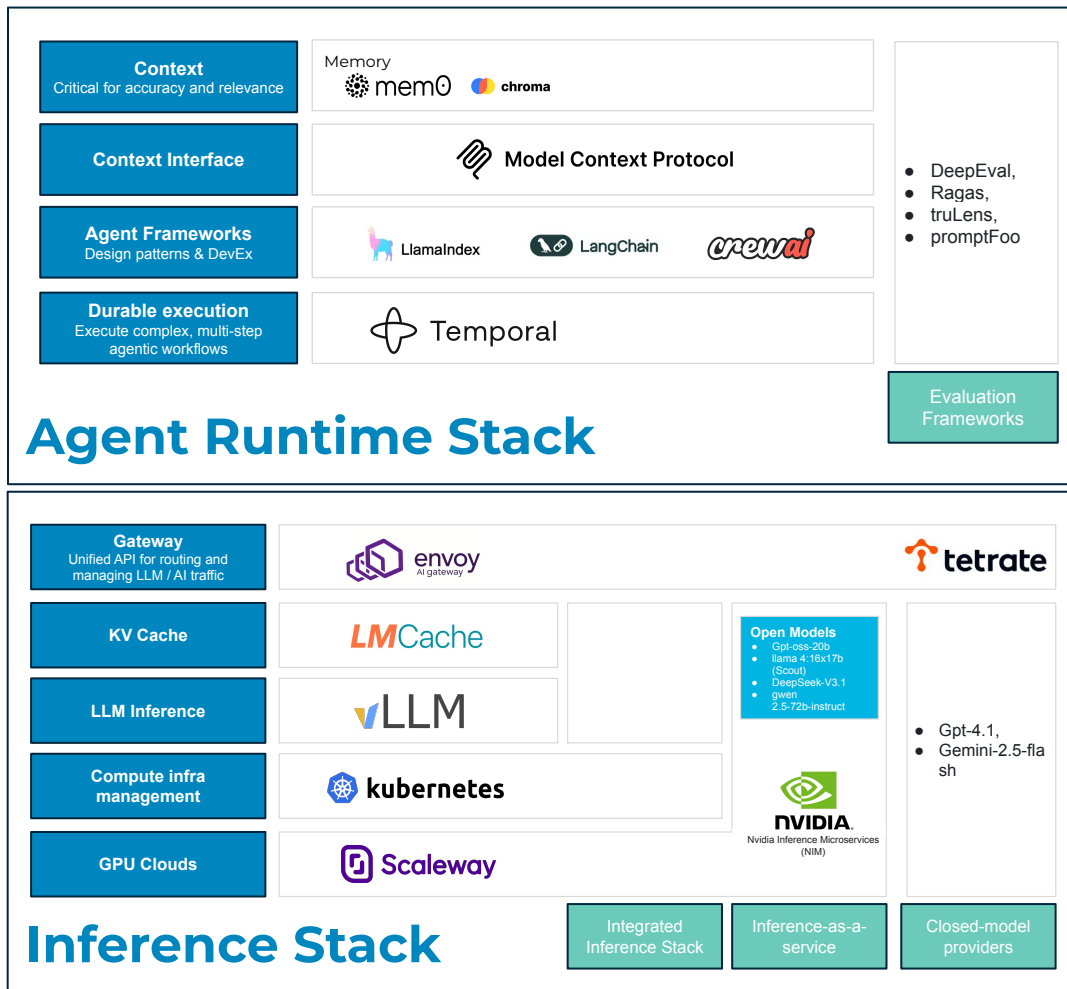 Context
Critical for accuracy and relevance
Memory
mem0
chroma
Context Interface
Model Context Protocol
Agent Frameworks
Design patterns & DevEx
LlamaIndex
LangChain
crewai
Durable execution
Execute complex, multi-step
agentic workflows
Temporal
● DeepEval,
● Ragas,
● truLens,
● promptFoo
Evaluation
Frameworks
Agent Runtime Stack
Gateway
Unified API for routing and
managing LLM / AI traffic
envoy
AI gateway
tetrate
KV Cache
LMCache
LLM Inference
vLLM
Open Models
● Gpt-oss-20b
● llama 4:16x17b
(Scout)
● DeepSeek-V3.1
● qwen
2.5-72b-instruct
● Gpt-4.1,
● Gemini-2.5-fla
sh
Compute infra
management
kubernetes
NVIDIA.
Nvidia Inference Microservices
(NIM)
GPU Clouds
Scaleway
Integrated
Inference Stack
Inference-as-a-
service
Closed-model
providers
Inference Stack